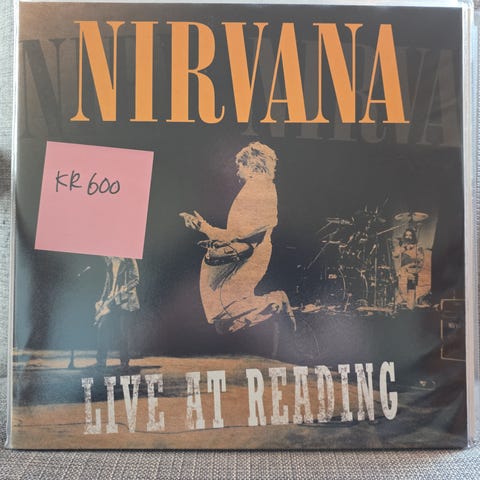 NIRVANA
KR 600
LIVE AT READING